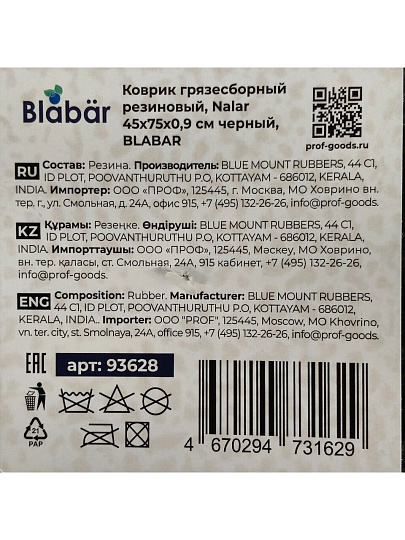 Blåbär
Коврик грязесборный
резиновый, Nalar
45x75x0,9 см черный,
BLABAR
prof-goods.ru
RU Состав: Резина. Производитель: BLUE MOUNT RUBBERS, 44 C1,
ID PLOT, POOVANTHURUTHU P.O, KOTTAYAM - 686012, KERALA,
INDIA. Импортер: ООО «ПРОФ», 125445, г. Москва, МО Ховрино вн.
тер. г., ул. Смольная, д. 24А, офис 915, +7 (495) 132-26-26, info@prof-goods.ru
KZ Құрамы: Резеңке. Өндіруші: BLUE MOUNT RUBBERS, 44 C1,
ID PLOT, POOVANTHURUTHU P.O, KOTTAYAM - 686012, KERALA,
INDIA. Импорттаушы: ООО «ПРОФ», 125445, Мәскеу, МО Ховрино,
вн. тер. қаласы, ст. Смольная, 24А, 915 кабинет, +7 (495) 132-26-26,
info@prof-goods.ru
ENG Composition: Rubber. Manufacturer: BLUE MOUNT RUBBERS,
44 C1, ID PLOT, POOVANTHURUTHU P.O, KOTTAYAM - 686012,
KERALA, INDIA. Importer: OOO "PROF", 125445, Moscow, MO Khovrino,
vn. ter. city, st. Smolnaya, 24A, office 915, +7 (495) 132-26-26, info@prof-goods.ru
EAC арт: 93628
21
PAP
4 670294 731629